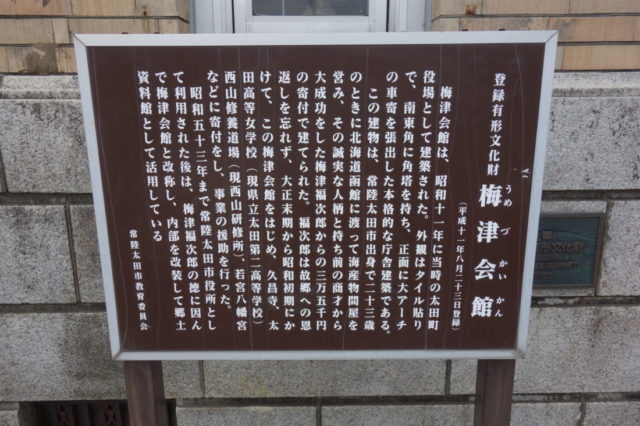 登録有形文化財
梅津会館
うめづかいかん
(平成十一年八月二十三日登録)
梅津会館は、昭和十一年に当時の太田町
役場として建築された。外観はタイル貼り
で、南東角に角塔を持ち、正面に大アーチ
の車寄を張出した本格的な庁舎建築である。
この建物は、常陸太田市出身で二十三歳
のときに北海道函館に渡って海産物問屋を
営み、その誠実な人柄と持ち前の商才から
大成功をした梅津福次郎からの三万五千円
の寄付で建てられた。福次郎は故郷への恩
返しを忘れず、大正末期から昭和初期にか
けて、この梅津会館をはじめ、久昌寺、太
田高等女学校(現県立太田第二高等学校)
西山修養道場(現西山研修所)、若宮八幡宮
などに寄付をし、事業の援助を行った。
昭和五十三年まで常陸太田市役所とし
て利用された後は、梅津福次郎の徳に因ん
で梅津会館と改称し、内部を改装して郷土
資料館として活用している
常陸太田市教育委員会
形文化財